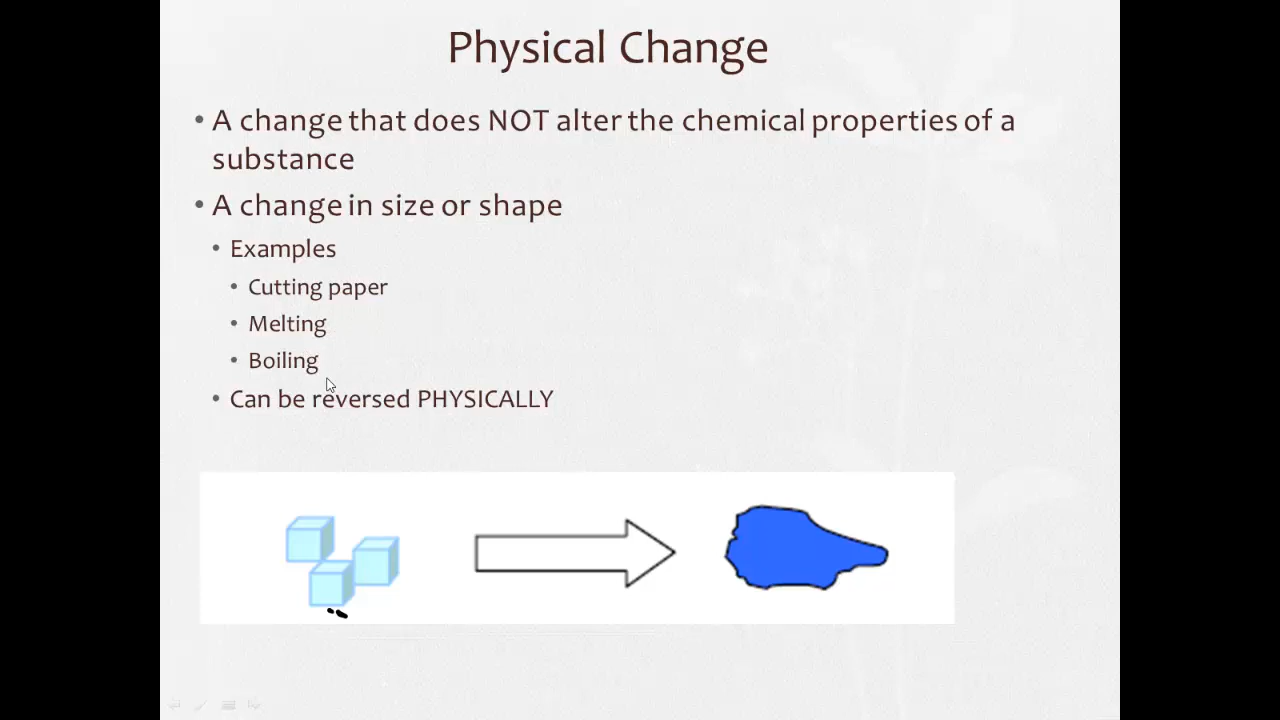 Physical Change
• A change that does NOT alter the chemical properties of a
substance
• A change in size or shape
• Examples
• Cutting paper
• Melting
• Boiling
• Can be reversed PHYSICALLY